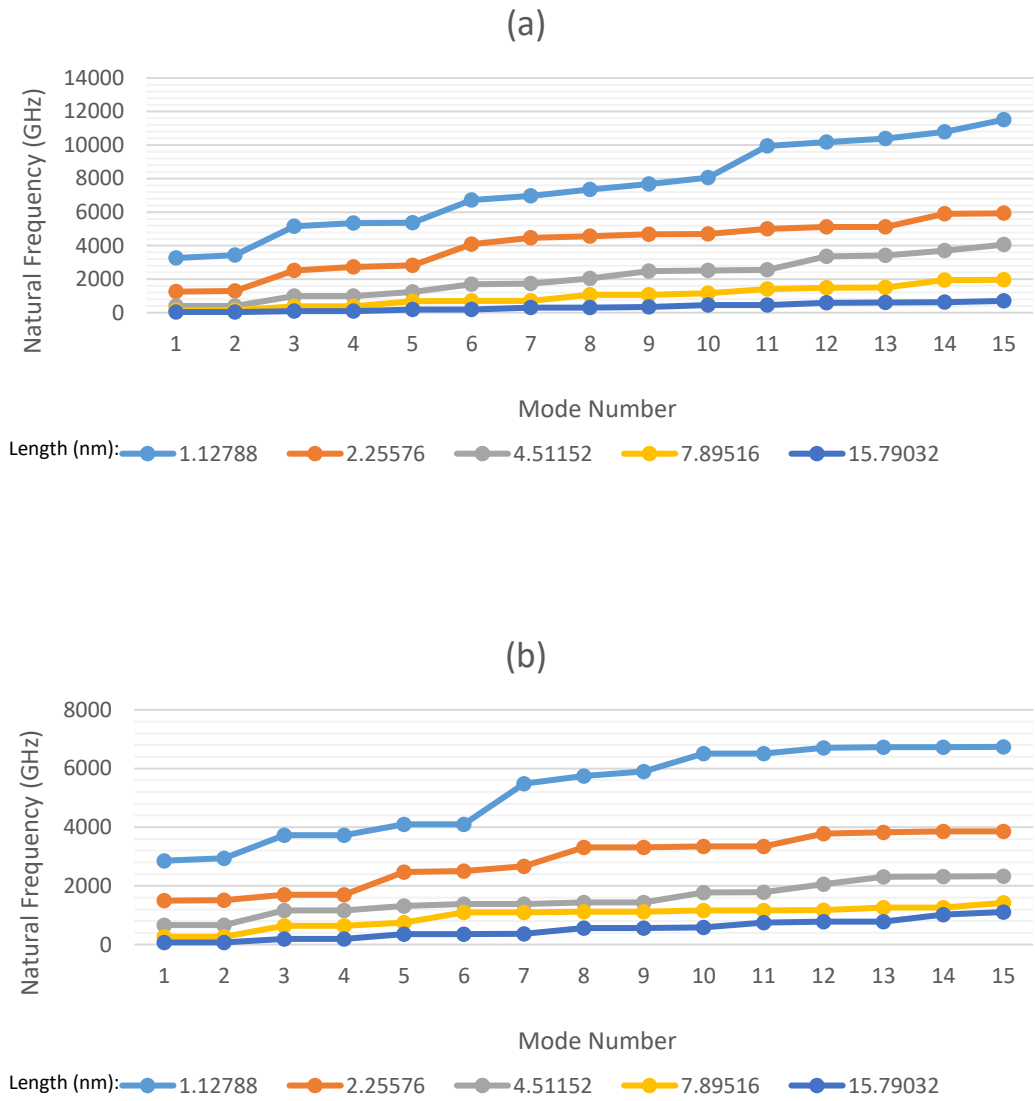 (a)
Natural Frequency (GHz)
14000
12000
10000
8000
6000
4000
2000
0
1 2 3 4 5 6 7 8 9 10 11 12 13 14 15
Mode Number
Length (nm): 1.12788 2.25576 4.51152 7.89516 15.79032
(b)
Natural Frequency (GHz)
8000
6000
4000
2000
0
1 2 3 4 5 6 7 8 9 10 11 12 13 14 15
Mode Number
Length (nm): 1.12788 2.25576 4.51152 7.89516 15.79032